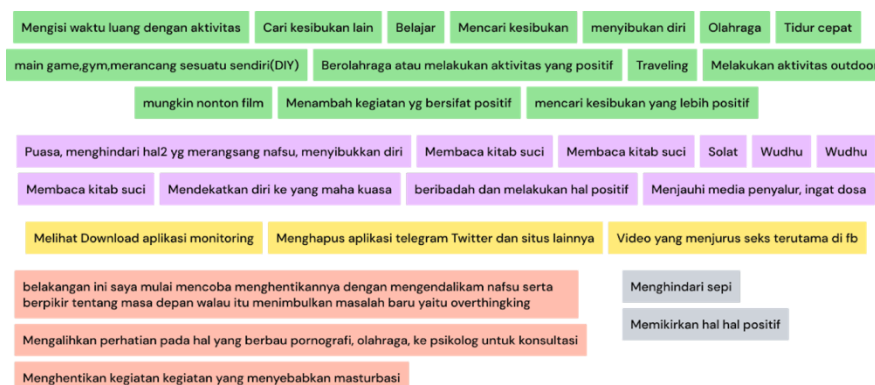 Mengisi waktu luang dengan aktivitas Cari kesibukan lain Belajar Mencari kesibukan menyibukan diri Olahraga Tidur cepat
main game,gym,merancang sesuatu sendiri(DIY) Berolahraga atau melakukan aktivitas yang positif Traveling Melakukan aktivitas outdoor
mungkin nonton film Menambah kegiatan yg bersifat positif mencari kesibukan yang lebih positif
Puasa, menghindari hal2 yg merangsang nafsu, menyibukkan diri Membaca kitab suci Membaca kitab suci Solat Wudhu Wudhu
Membaca kitab suci Mendekatkan diri ke yang maha kuasa beribadah dan melakukan hal positif Menjauhi media penyalur, ingat dosa
Melihat Download aplikasi monitoring Menghapus aplikasi telegram Twitter dan situs lainnya Video yang menjurus seks terutama di fb
belakangan ini saya mulai mencoba menghentikannya dengan mengendalikam nafsu serta
berpikir tentang masa depan walau itu menimbulkan masalah baru yaitu overthingking
Mengalihkan perhatian pada hal yang berbau pornografi, olahraga, ke psikolog untuk konsultasi
Menghentikan kegiatan kegiatan yang menyebabkan masturbasi
Menghindari sepi
Memikirkan hal hal positif